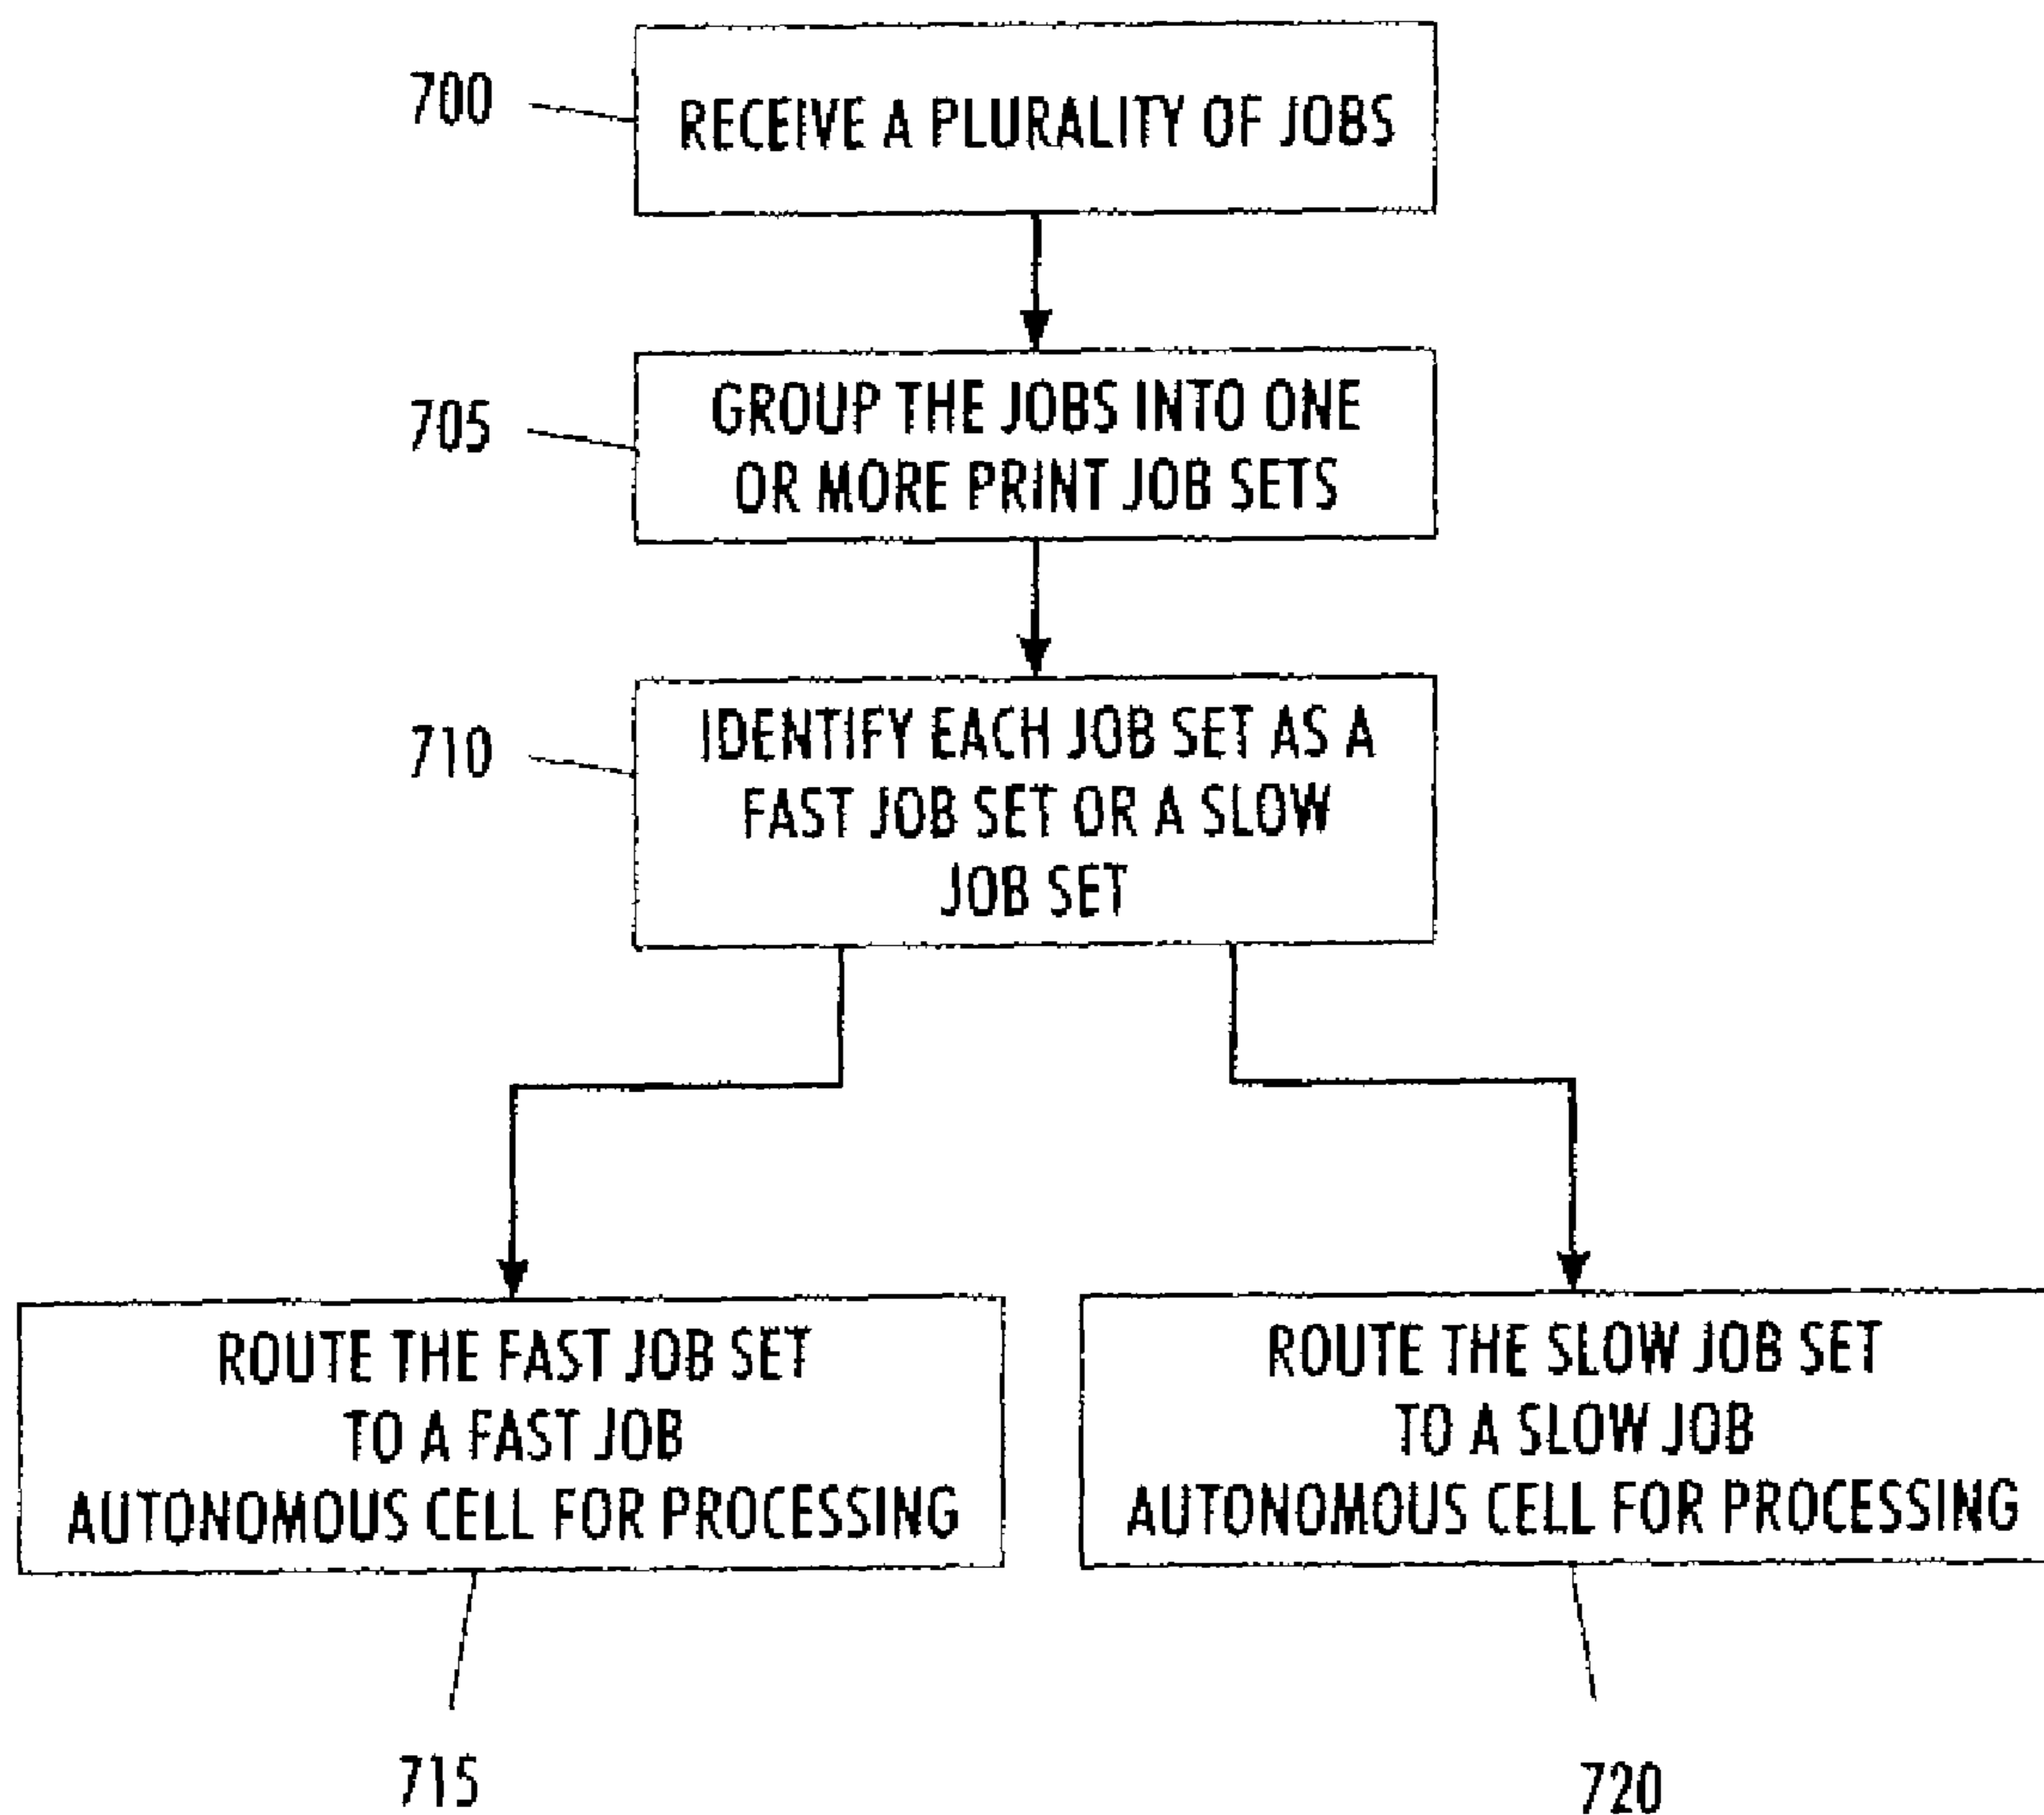 700
RECEIVE A PLURALITY OF JOBS
705
GROUP THE JOBS INTO ONE
OR MORE PRINT JOB SETS
710
IDENTIFY EACH JOB SET AS A
FAST JOB SET OR A SLOW
JOB SET
ROUTE THE FAST JOB SET
TO A FAST JOB
AUTONOMOUS CELL FOR PROCESSING
715
ROUTE THE SLOW JOB SET
TO A SLOW JOB
AUTONOMOUS CELL FOR PROCESSING
720